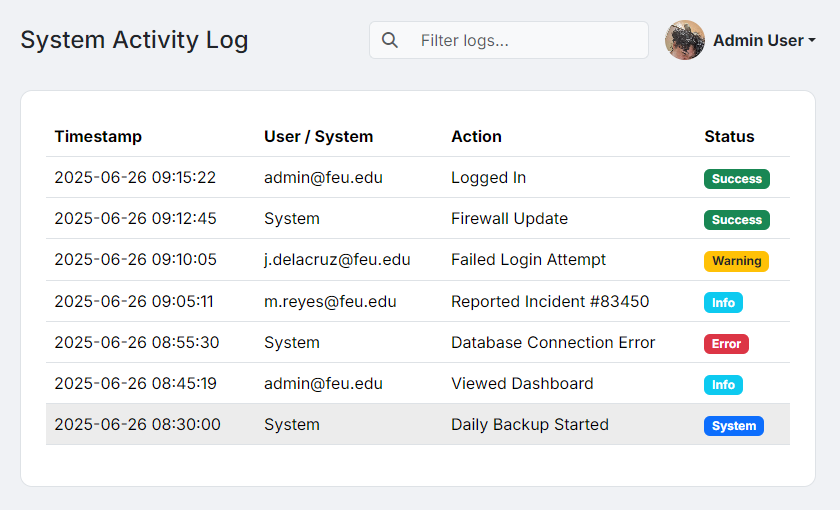 System Activity Log
Filter logs...
Admin User
Timestamp User / System Action Status
2025-06-26 09:15:22 admin@feu.edu Logged In Success
2025-06-26 09:12:45 System Firewall Update Success
2025-06-26 09:10:05 j.delacruz@feu.edu Failed Login Attempt Warning
2025-06-26 09:05:11 m.reyes@feu.edu Reported Incident #83450 Info
2025-06-26 08:55:30 System Database Connection Error Error
2025-06-26 08:45:19 admin@feu.edu Viewed Dashboard Info
2025-06-26 08:30:00 System Daily Backup Started System